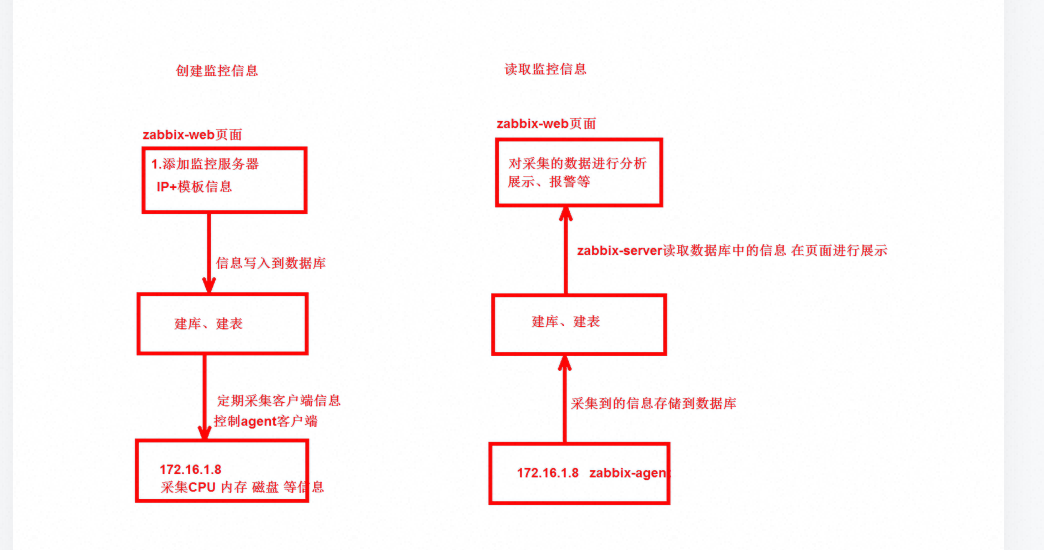 创建监控信息
zabbix-web页面
1.添加监控服务器
IP+模板信息
信息写入到数据库
建库、建表
定期采集客户端信息
控制agent客户端
172.16.1.8
采集CPU 内存 磁盘 等信息
读取监控信息
zabbix-web页面
对采集的数据进行分析
展示、报警等
zabbix-server读取数据库中的信息 在页面进行展示
建库、建表
采集到的信息存储到数据库
172.16.1.8 zabbix-agent